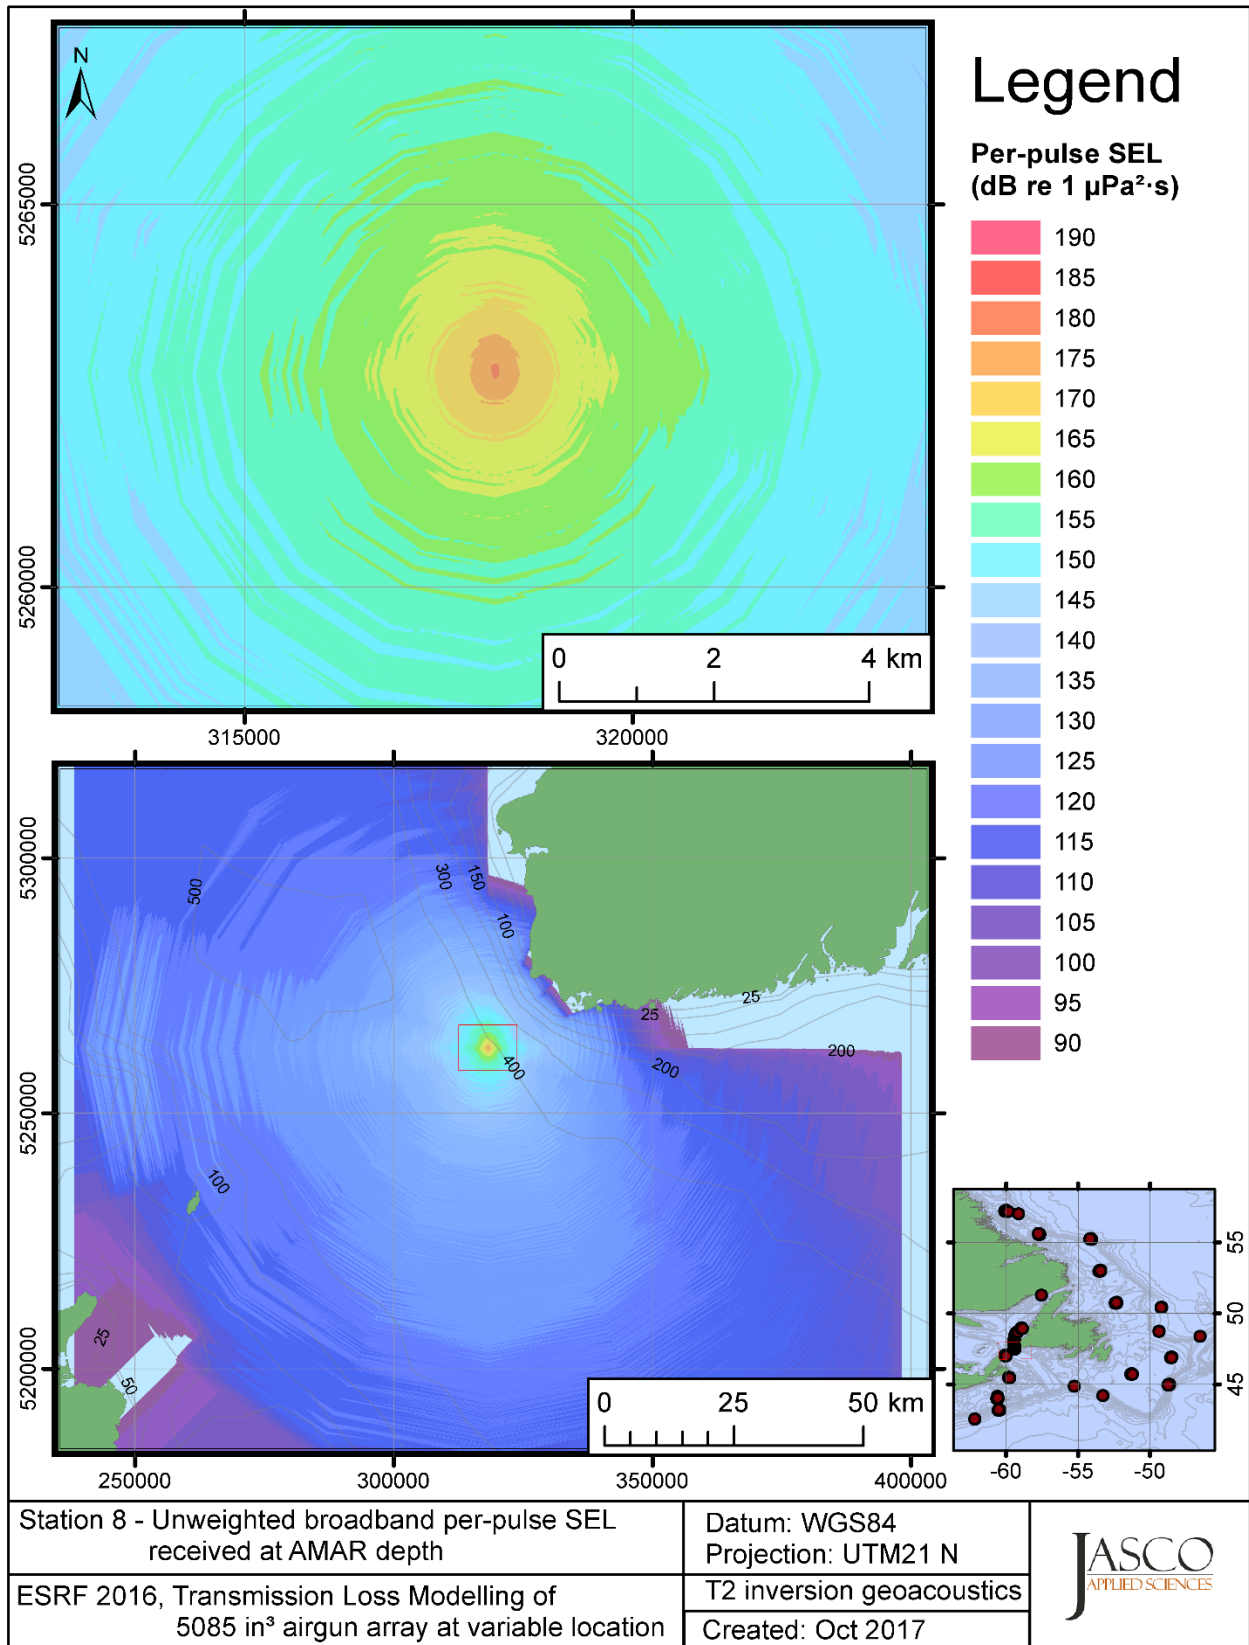 N
5265000
5260000
0 2 4 km
315000 320000
Legend
Per-pulse SEL
(dB re 1 µPa²·s)
190
185
180
175
170
165
160
155
150
145
140
135
130
125
120
115
110
105
100
95
90
5300000
5250000
5200000
500
300
150
100
25
25
200
200
400
100
25
50
0 25 50 km
250000 300000 350000 400000
55
50
45
-60 -55 -50
Station 8 - Unweighted broadband per-pulse SEL
received at AMAR depth
ESRF 2016, Transmission Loss Modelling of
5085 in³ airgun array at variable location
Datum: WGS84
Projection: UTM21 N
T2 inversion geoacoustics
Created: Oct 2017
JASCO
APPLIED SCIENCES